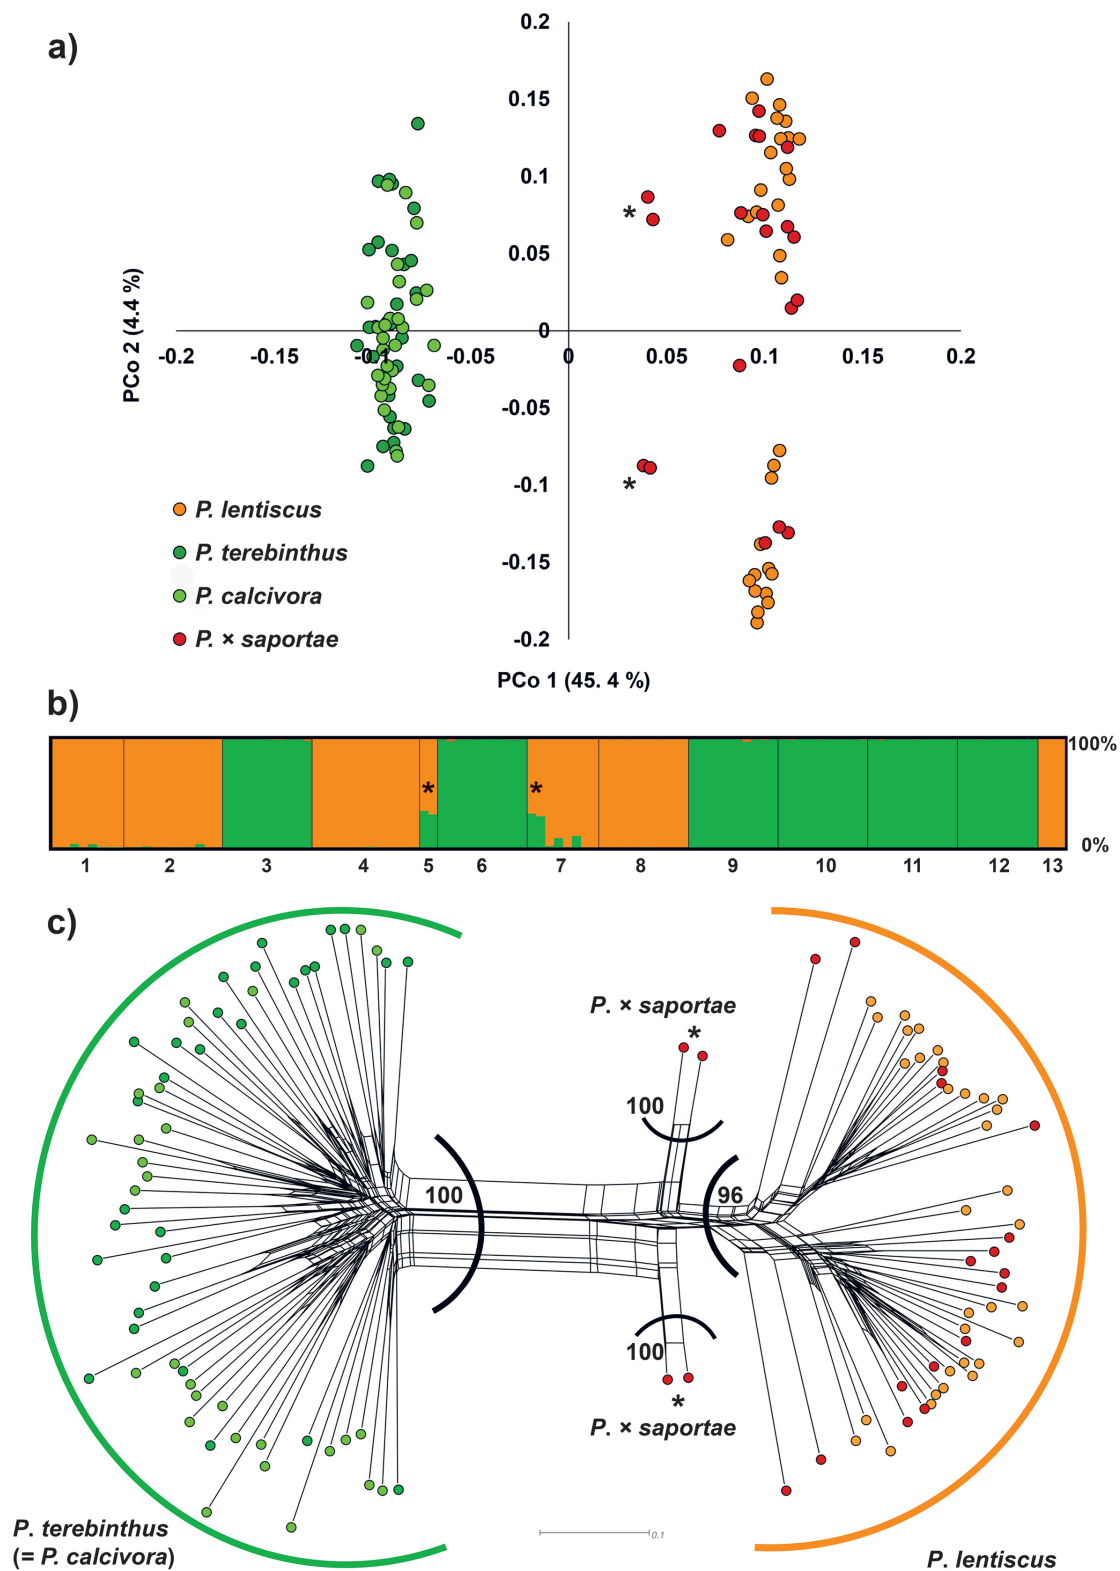 a)
0.2
0.15
0.1
0.05
0
-0.05
-0.1
-0.15
-0.2
-0.2
-0.15
-0.1
-0.05
0
0.05
0.1
0.15
0.2
PCo 2 (4.4 %)
*
*
P. lentiscus
P. terebinthus
P. calcivora
P. × saportae
PCo 1 (45. 4 %)
b)
100%
* *
0%
1 2 3 4 5 6 7 8 9 10 11 12 13
c)
P. × saportae
*
100
100
96
100
*
P. × saportae
0.1
P. terebinthus
(= P. calcivora)
P. lentiscus